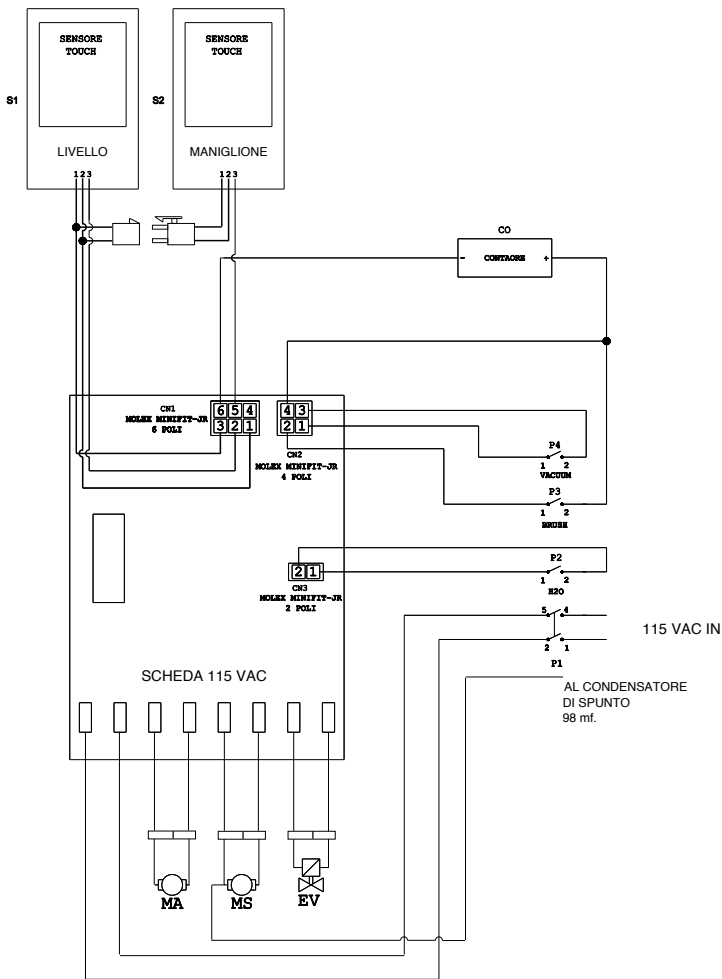 SENSORE
TOUCH
SENSORE
TOUCH
S1
S2
LIVELLO
MANIGLIONE
1 2 3
1 2 3
CO
- CONTAORE +
CN1
MOLEX MINIFIT-JR
6 POLI
6 5 4
3 2 1
4 3
2 1
CN2
MOLEX MINIFIT-JR
4 POLI
P4
1 2
VACUUM
P3
1 2
BRUSH
2 1
CN3
MOLEX MINIFIT-JR
2 POLI
P2
1 2
H2O
5 4
2 1
P1
115 VAC IN
SCHEDA 115 VAC
AL CONDENSATORE
DI SPUNTO
98 mf.
MA
MS
EV